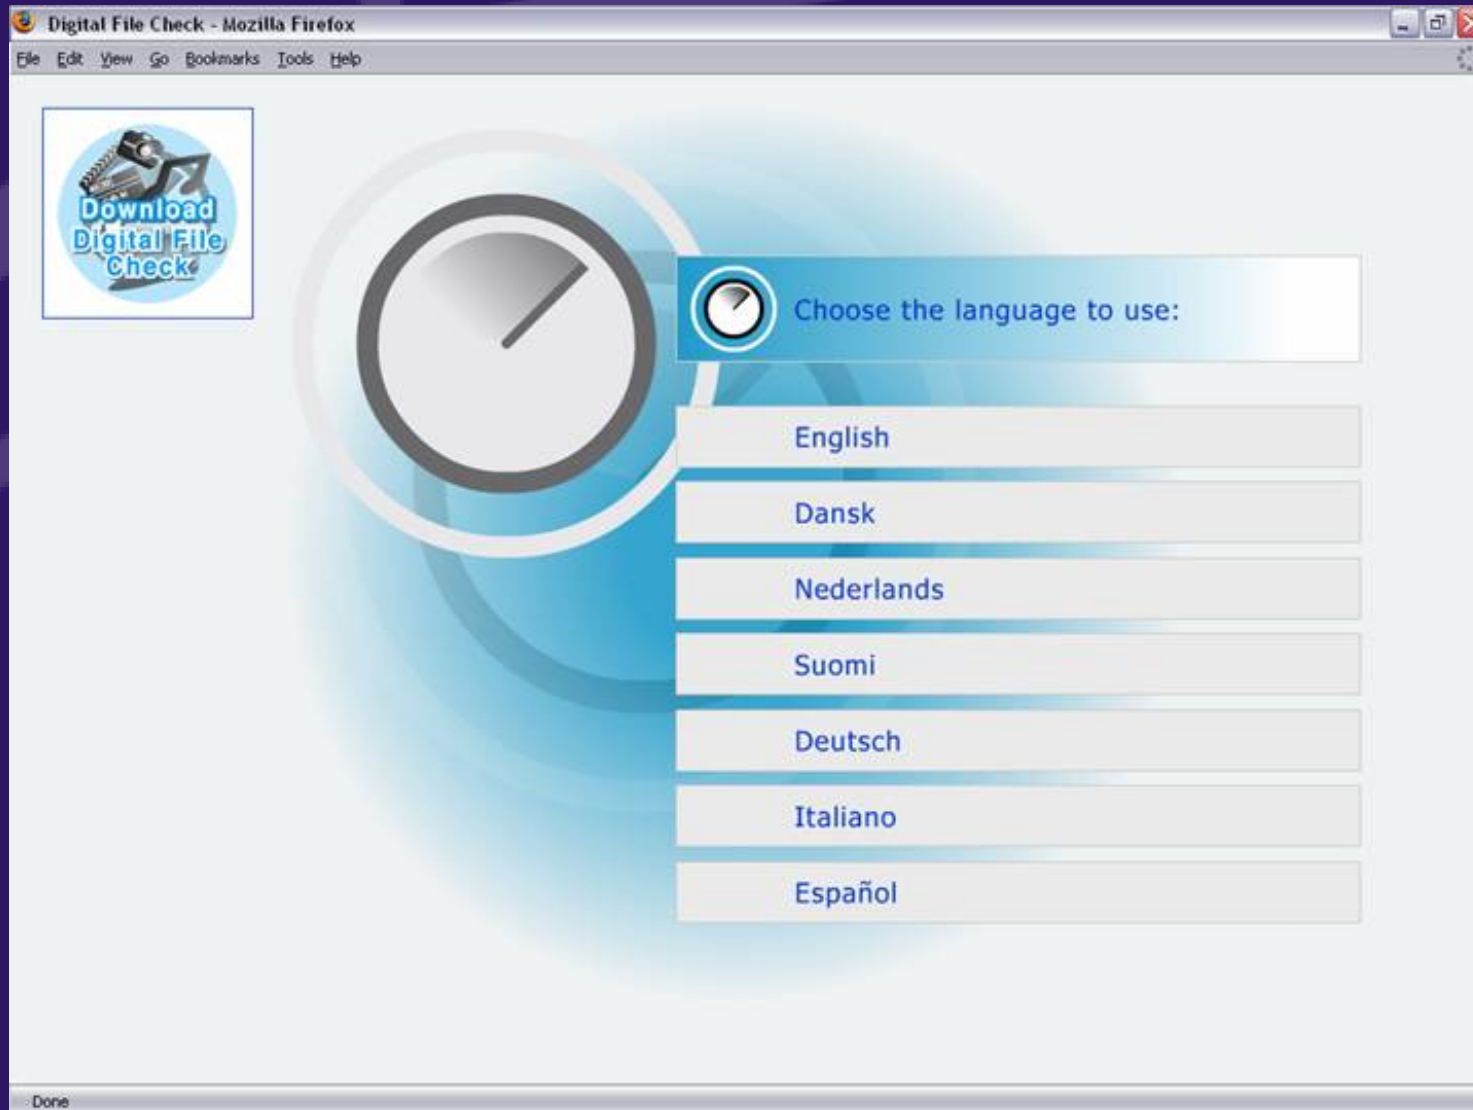 Digital File Check - Mozilla Firefox
File Edit View Go Bookmarks Tools Help
Download
Digital File
Check
Choose the language to use:
English
Dansk
Nederlands
Suomi
Deutsch
Italiano
Español
Done